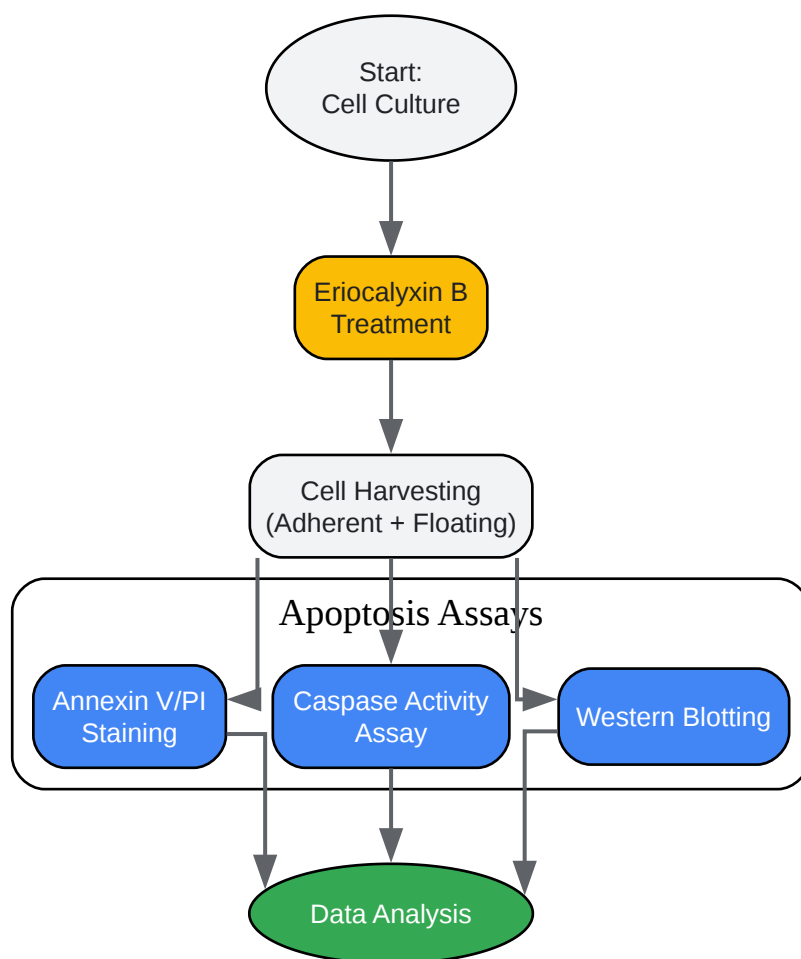 Start:
Cell Culture
Eriocalyxin B
Treatment
Cell Harvesting
(Adherent + Floating)
Apoptosis Assays
Annexin V/PI
Staining
Caspase Activity
Assay
Western Blotting
Data Analysis